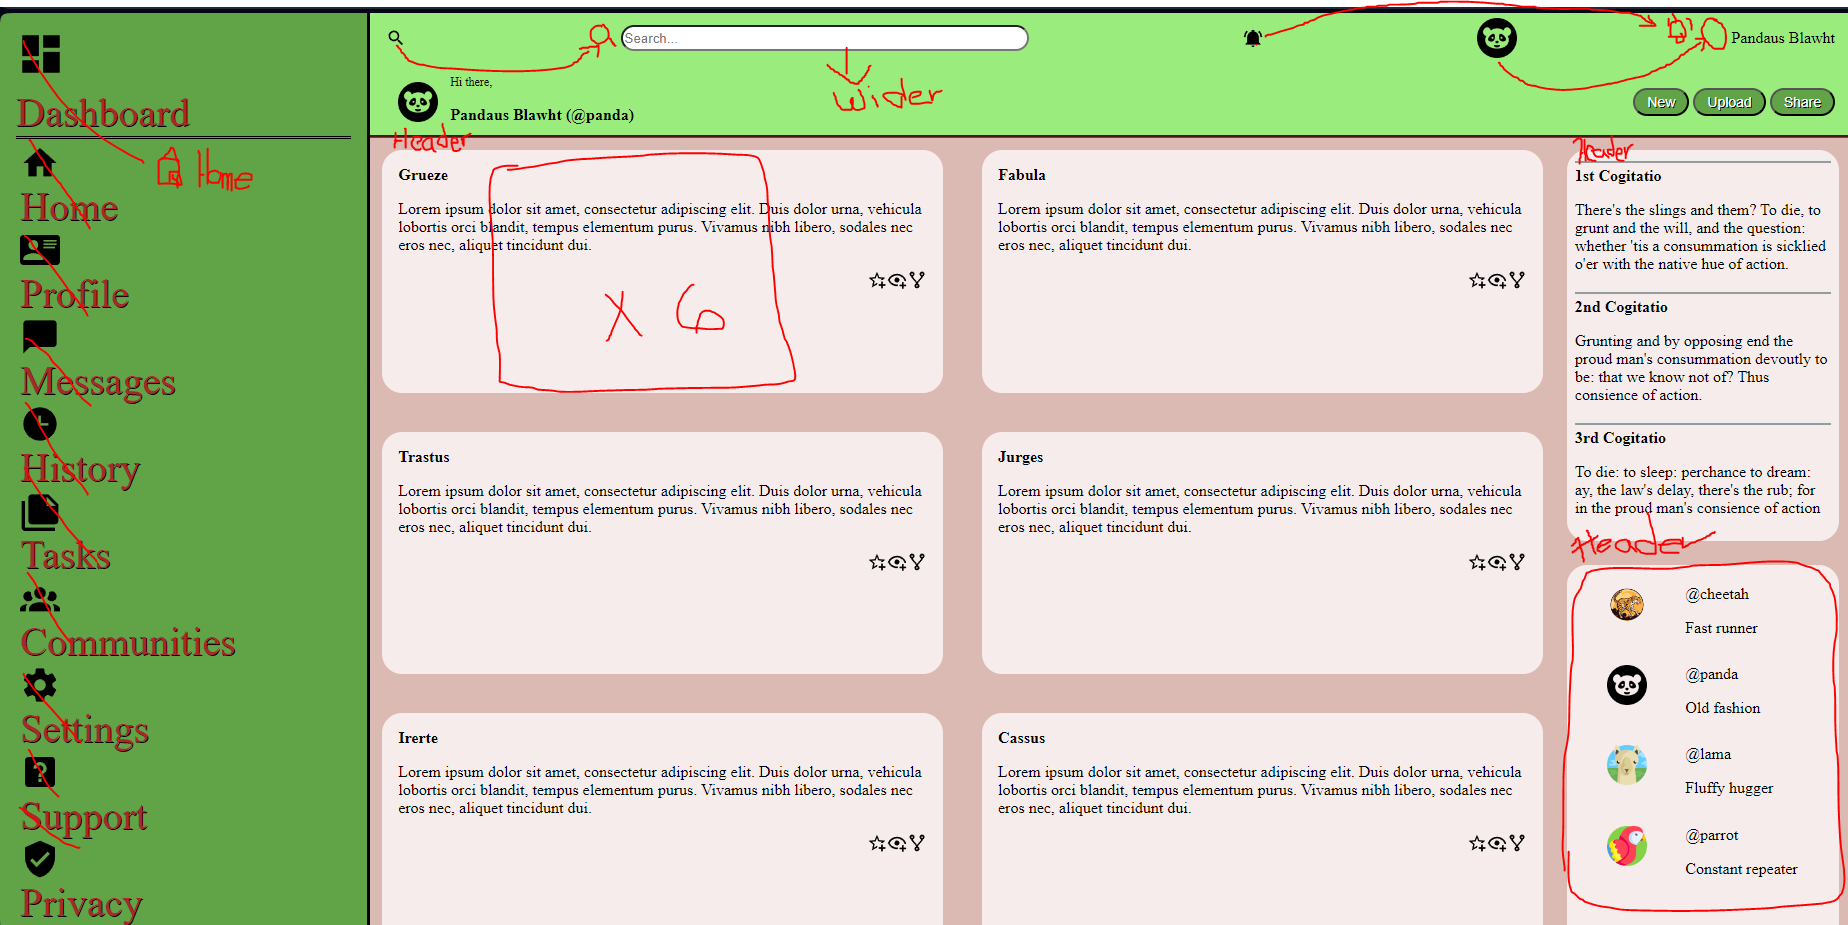 Dashboard
Home
Home
Profile
Messages
History
Tasks
Communities
Settings
Support
Privacy
Search...
Wider
Pandaus Blawht
Hi there,
Pandaus Blawht (@panda)
New Upload Share
Header
Grueze
Lorem ipsum dolor sit amet, consectetur adipiscing elit. Duis dolor urna, vehicula
lobortis orci blandit, tempus elementum purus. Vivamus nibh libero, sodales nec
eros nec, aliquet tincidunt dui.
X 6
Fabula
Lorem ipsum dolor sit amet, consectetur adipiscing elit. Duis dolor urna, vehicula
lobortis orci blandit, tempus elementum purus. Vivamus nibh libero, sodales nec
eros nec, aliquet tincidunt dui.
Trastus
Lorem ipsum dolor sit amet, consectetur adipiscing elit. Duis dolor urna, vehicula
lobortis orci blandit, tempus elementum purus. Vivamus nibh libero, sodales nec
eros nec, aliquet tincidunt dui.
Jurges
Lorem ipsum dolor sit amet, consectetur adipiscing elit. Duis dolor urna, vehicula
lobortis orci blandit, tempus elementum purus. Vivamus nibh libero, sodales nec
eros nec, aliquet tincidunt dui.
Irerte
Lorem ipsum dolor sit amet, consectetur adipiscing elit. Duis dolor urna, vehicula
lobortis orci blandit, tempus elementum purus. Vivamus nibh libero, sodales nec
eros nec, aliquet tincidunt dui.
Cassus
Lorem ipsum dolor sit amet, consectetur adipiscing elit. Duis dolor urna, vehicula
lobortis orci blandit, tempus elementum purus. Vivamus nibh libero, sodales nec
eros nec, aliquet tincidunt dui.
Header
1st Cogitatio
There's the slings and them? To die, to
grunt and the will, and the question:
whether 'tis a consummation is sicklied
o'er with the native hue of action.
2nd Cogitatio
Grunting and by opposing end the
proud man's consummation devoutly to
be: that we know not of? Thus
consience of action.
3rd Cogitatio
To die: to sleep: perchance to dream:
ay, the law's delay, there's the rub; for
in the proud man's consience of action
Header
@cheetah
Fast runner
@panda
Old fashion
@lama
Fluffy hugger
@parrot
Constant repeater